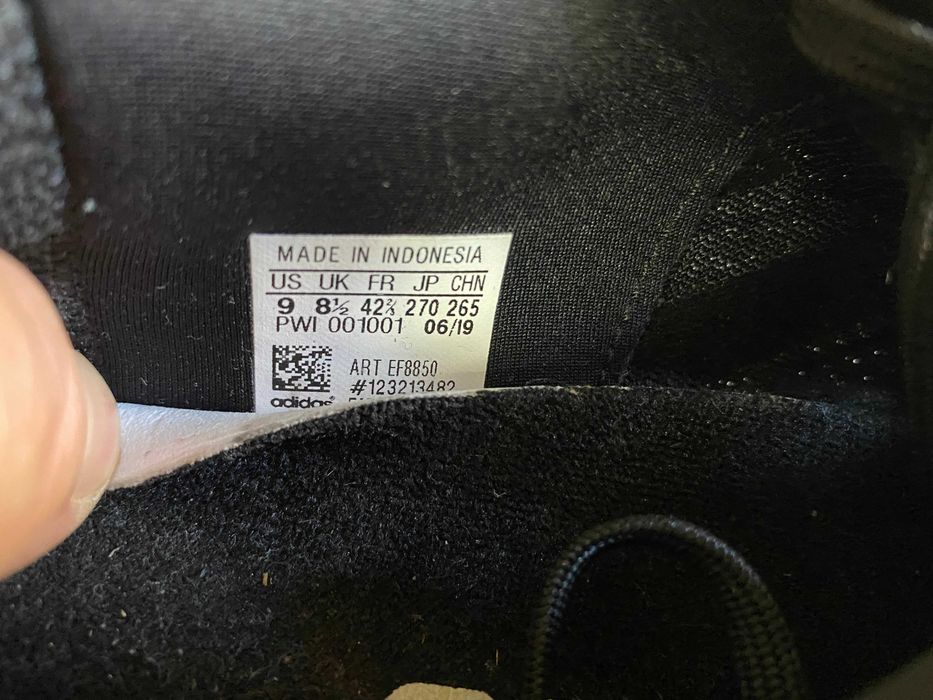 MADE IN INDONESIA
US UK FR JP CHN
9 8½ 42⅔ 270 265
PWI 001001 06/19
ART EF8850
#123213482
adidas®